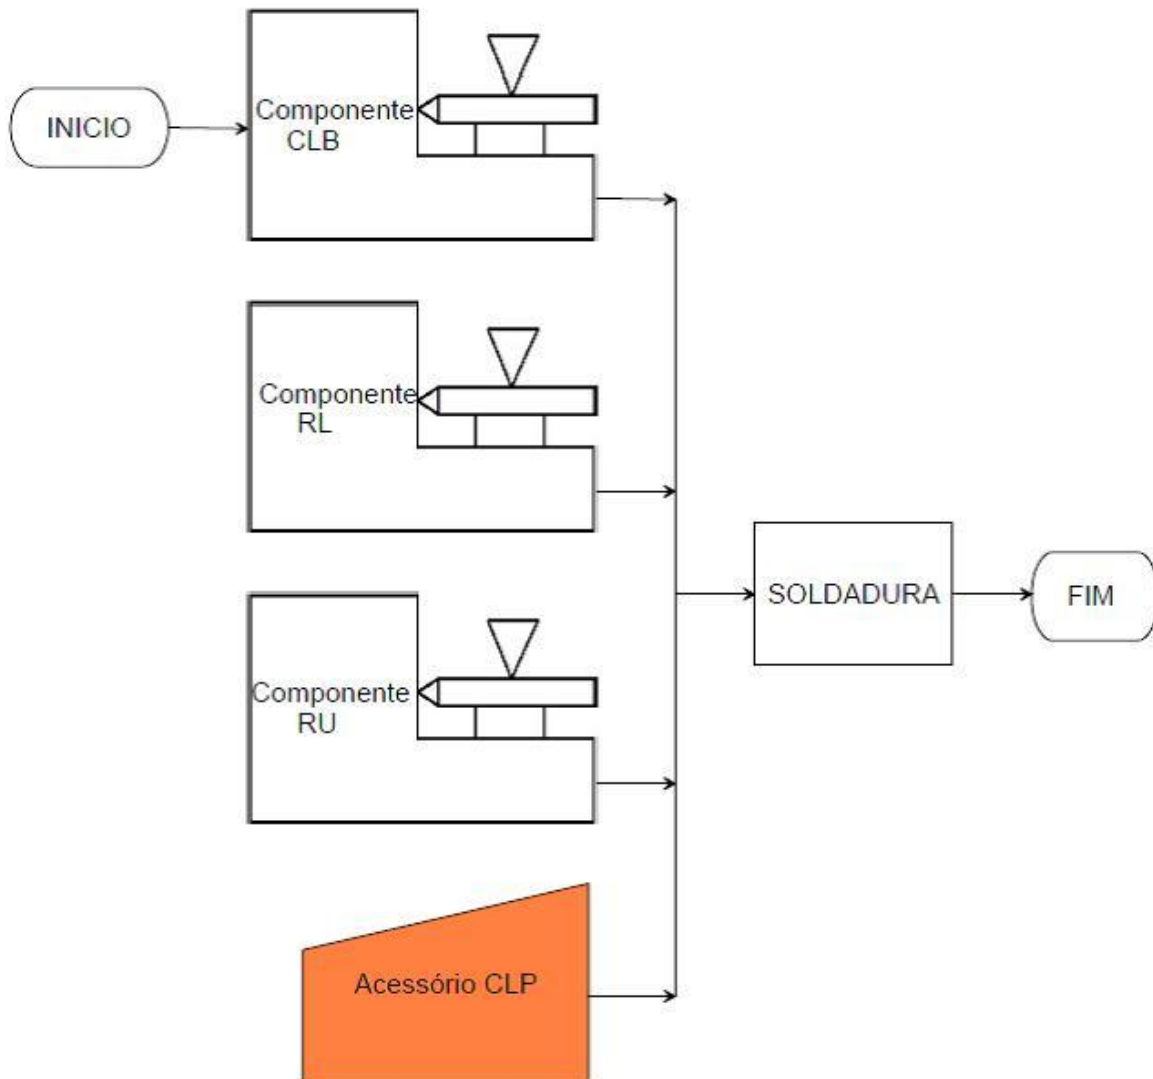 INICIO
Componente
CLB
Componente
RL
Componente
RU
SOLDADURA
FIM
Acessório CLP